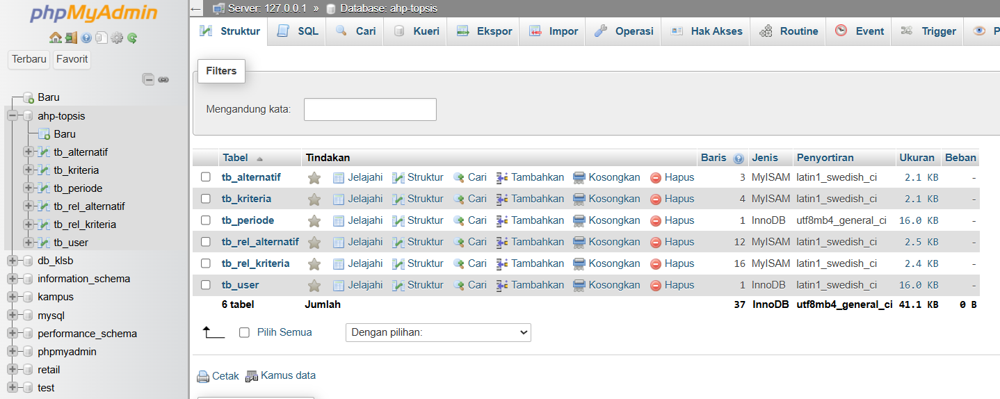 phpMyAdmin
Terbaru Favorit
Baru
ahp-topsis
Baru
tb_alternatif
tb_kriteria
tb_periode
tb_rel_alternatif
tb_rel_kriteria
tb_user
db_klsb
information_schema
kampus
mysql
performance_schema
phpmyadmin
retail
test
Server: 127.0.0.1 » Database: ahp-topsis
Struktur SQL Cari Kueri Ekspor Impor Operasi Hak Akses Routine Event Trigger P
Filters
Mengandung kata:
Tabel Tindakan Baris Jenis Penyortiran Ukuran Beban
tb_alternatif Jelajahi Struktur Cari Tambahkan Kosongkan Hapus 3 MyISAM latin1_swedish_ci 2.1 KB -
tb_kriteria Jelajahi Struktur Cari Tambahkan Kosongkan Hapus 4 MyISAM latin1_swedish_ci 2.1 KB -
tb_periode Jelajahi Struktur Cari Tambahkan Kosongkan Hapus 1 InnoDB utf8mb4_general_ci 16.0 KB -
tb_rel_alternatif Jelajahi Struktur Cari Tambahkan Kosongkan Hapus 12 MyISAM latin1_swedish_ci 2.5 KB -
tb_rel_kriteria Jelajahi Struktur Cari Tambahkan Kosongkan Hapus 16 MyISAM latin1_swedish_ci 2.4 KB -
tb_user Jelajahi Struktur Cari Tambahkan Kosongkan Hapus 1 InnoDB latin1_swedish_ci 16.0 KB -
6 tabel Jumlah 37 InnoDB utf8mb4_general_ci 41.1 KB 0 B
Pilih Semua Dengan pilihan:
Cetak Kamus data